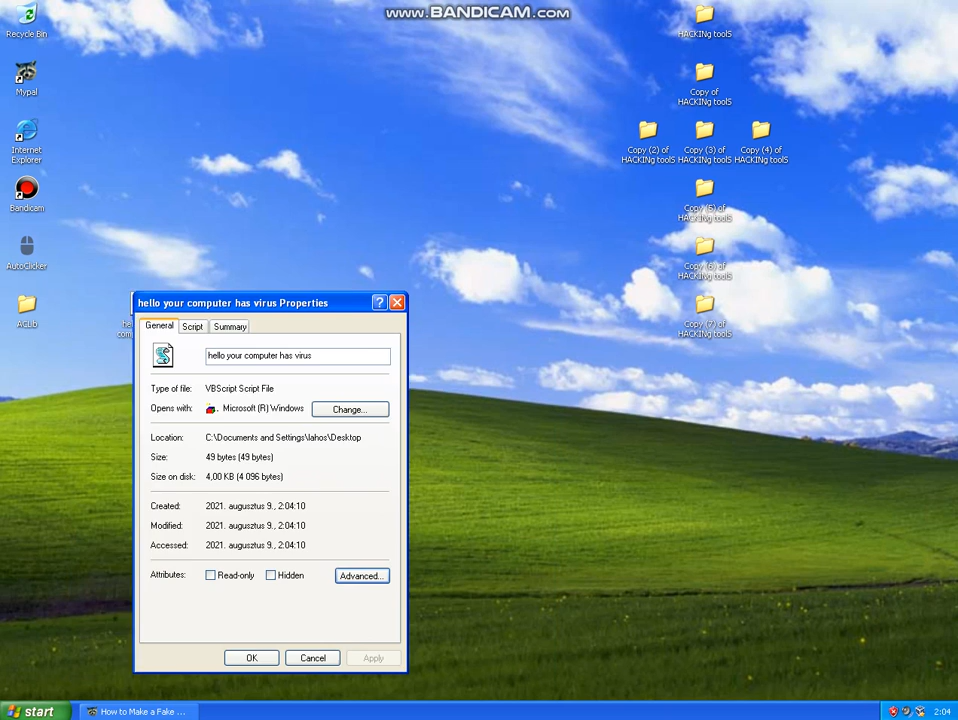 www.BANDICAM.com
Recycle Bin
Mypal
Internet
Explorer
Bandicam
AutoClicker
ACLib
HACKINg toolS
Copy of
HACKINg toolS
Copy (2) of
HACKINg toolS
Copy (3) of
HACKINg toolS
Copy (4) of
HACKINg toolS
Copy (5) of
HACKINg toolS
Copy (6) of
HACKINg toolS
Copy (7) of
HACKINg toolS
hello your computer has virus Properties
General Script Summary
hello your computer has virus
Type of file: VBScript Script File
Opens with: Microsoft (R) Windows Change...
Location: C:\Documents and Settings\lahos\Desktop
Size: 49 bytes (49 bytes)
Size on disk: 4,00 KB (4 096 bytes)
Created: 2021. augusztus 9., 2:04:10
Modified: 2021. augusztus 9., 2:04:10
Accessed: 2021. augusztus 9., 2:04:10
Attributes: Read-only Hidden Advanced...
OK Cancel Apply
start How to Make a Fake ... 2:04